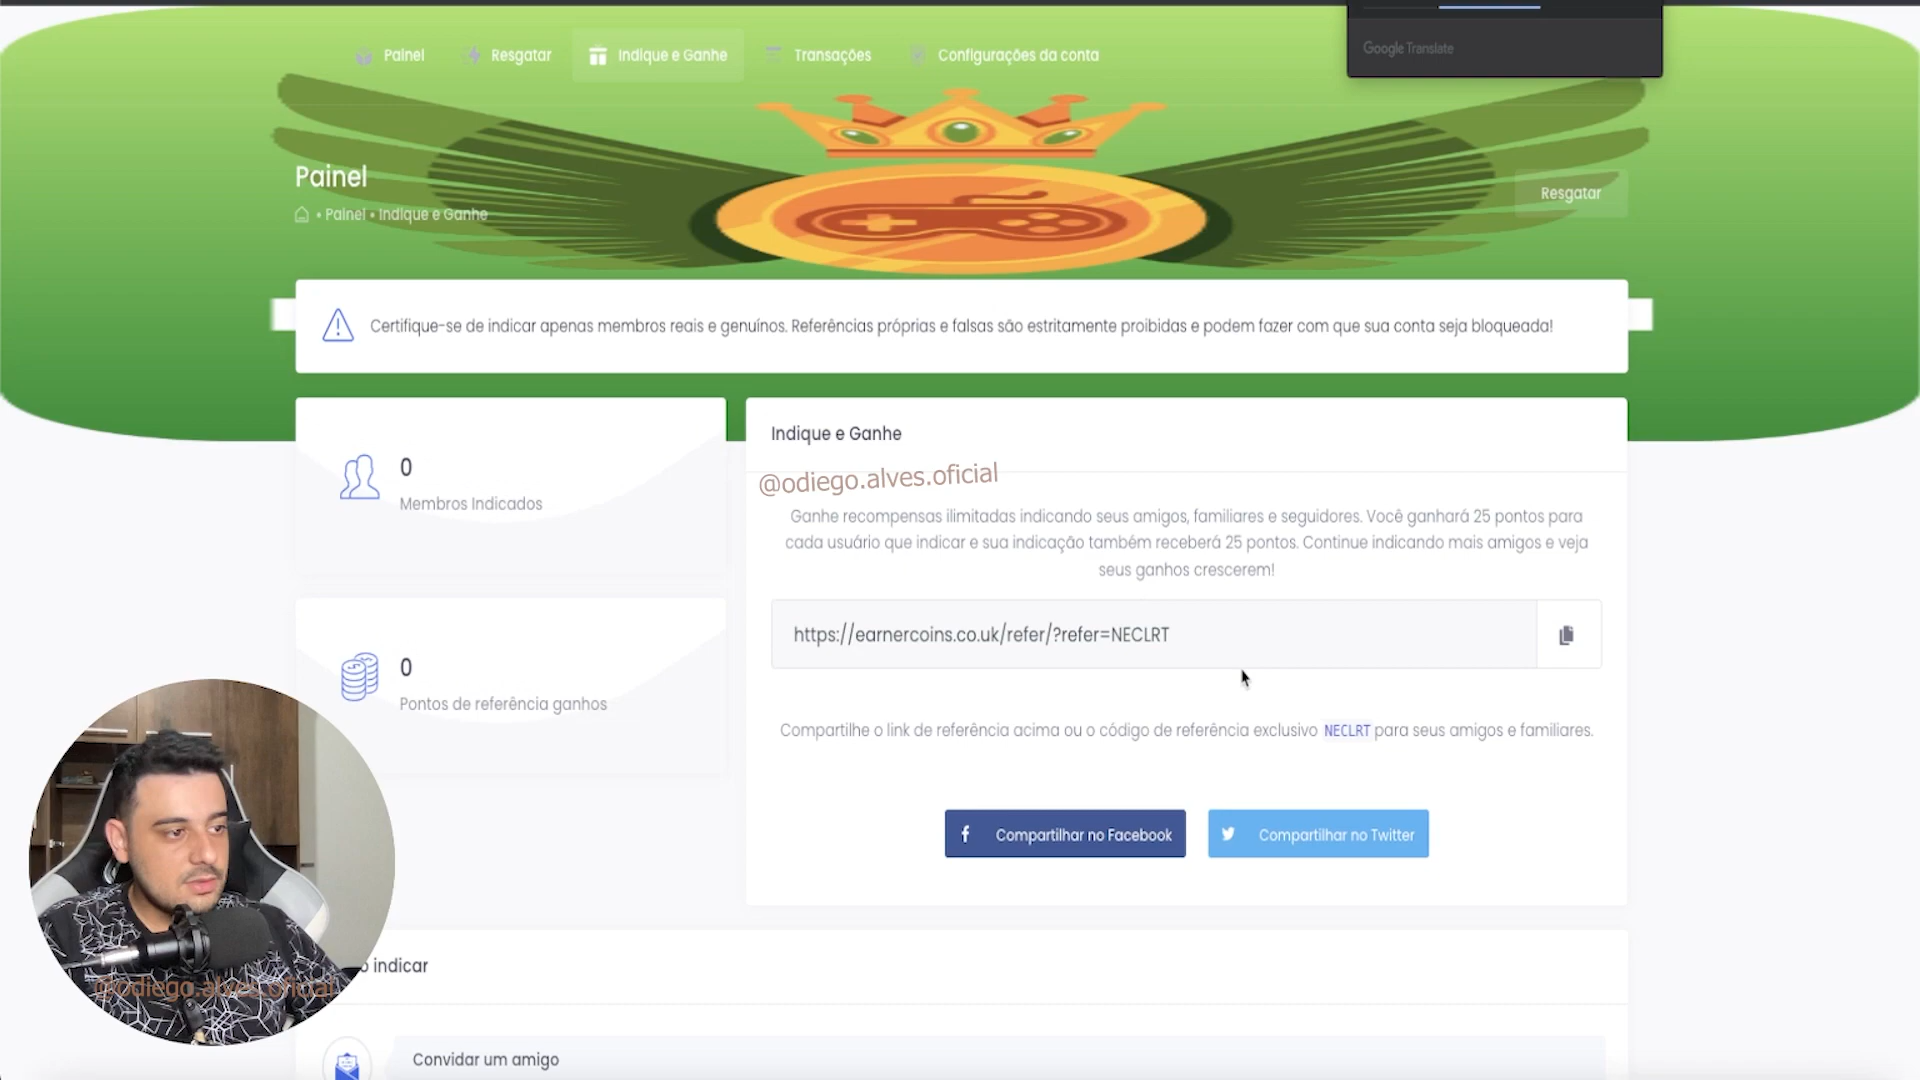 Google Translate
Painel
Resgatar
Indique e Ganhe
Transações
Configurações da conta
Painel
• Painel • Indique e Ganhe
Resgatar
Certifique-se de indicar apenas membros reais e genuínos. Referências próprias e falsas são estritamente proibidas e podem fazer com que sua conta seja bloqueada!
0
Membros Indicados
0
Pontos de referência ganhos
Indique e Ganhe
@odiego.alves.oficial
Ganhe recompensas ilimitadas indicando seus amigos, familiares e seguidores. Você ganhará 25 pontos para
cada usuário que indicar e sua indicação também receberá 25 pontos. Continue indicando mais amigos e veja
seus ganhos crescerem!
https://earnercoins.co.uk/refer/?refer=NECLRT
Compartilhe o link de referência acima ou o código de referência exclusivo NECLRT para seus amigos e familiares.
Compartilhar no Facebook
Compartilhar no Twitter
o indicar
@odiego.alves.oficial
Convidar um amigo